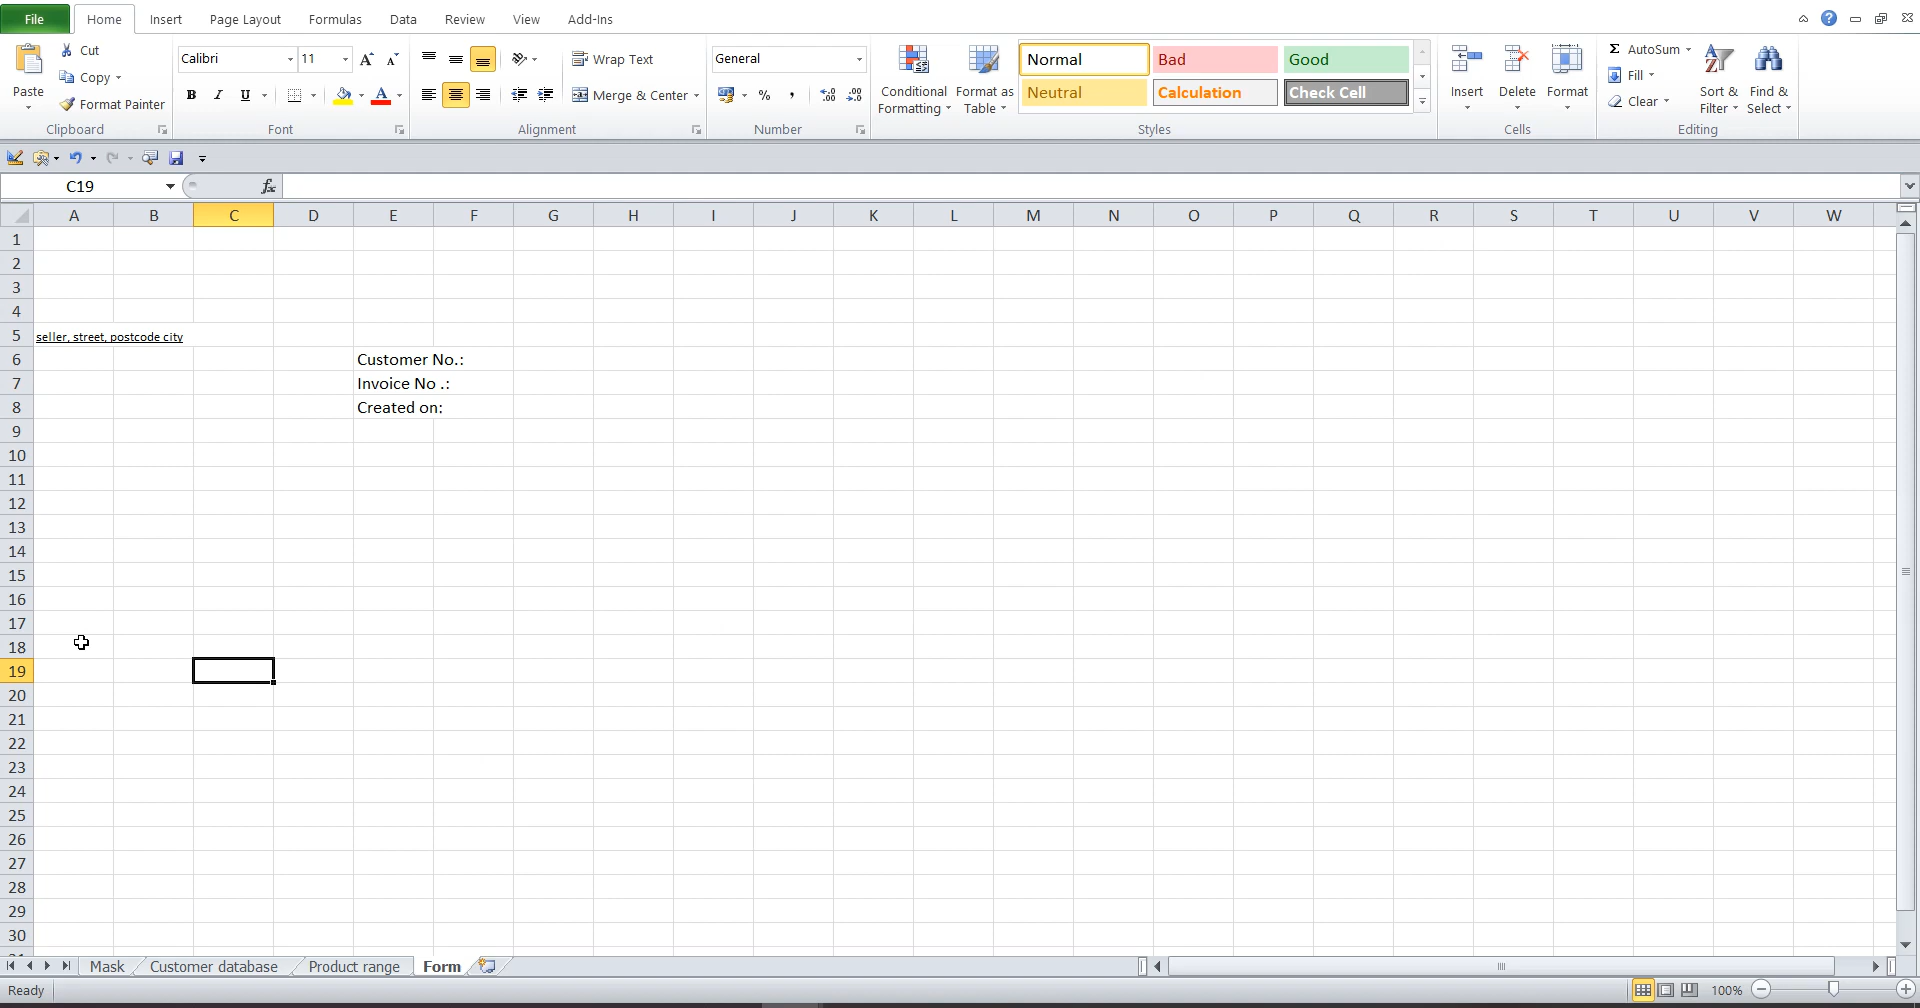 File Home Insert Page Layout Formulas Data Review View Add-Ins
Paste
Cut
Copy
Format Painter
Clipboard
Calibri 11
B I U
Font
Wrap Text
Merge & Center
Alignment
General
% ,
Number
Conditional Formatting
Format as Table
Normal Bad Good
Neutral Calculation Check Cell
Styles
Insert Delete Format
Cells
Σ AutoSum
Fill
Clear
Sort & Filter
Find & Select
Editing
C19 fx
A B C D E F G H I J K L M N O P Q R S T U V W
1
2
3
4
5 seller, street, postcode city
6 Customer No.:
7 Invoice No .:
8 Created on:
9
10
11
12
13
14
15
16
17
18
19
20
21
22
23
24
25
26
27
28
29
30
Mask Customer database Product range Form
Ready 100%